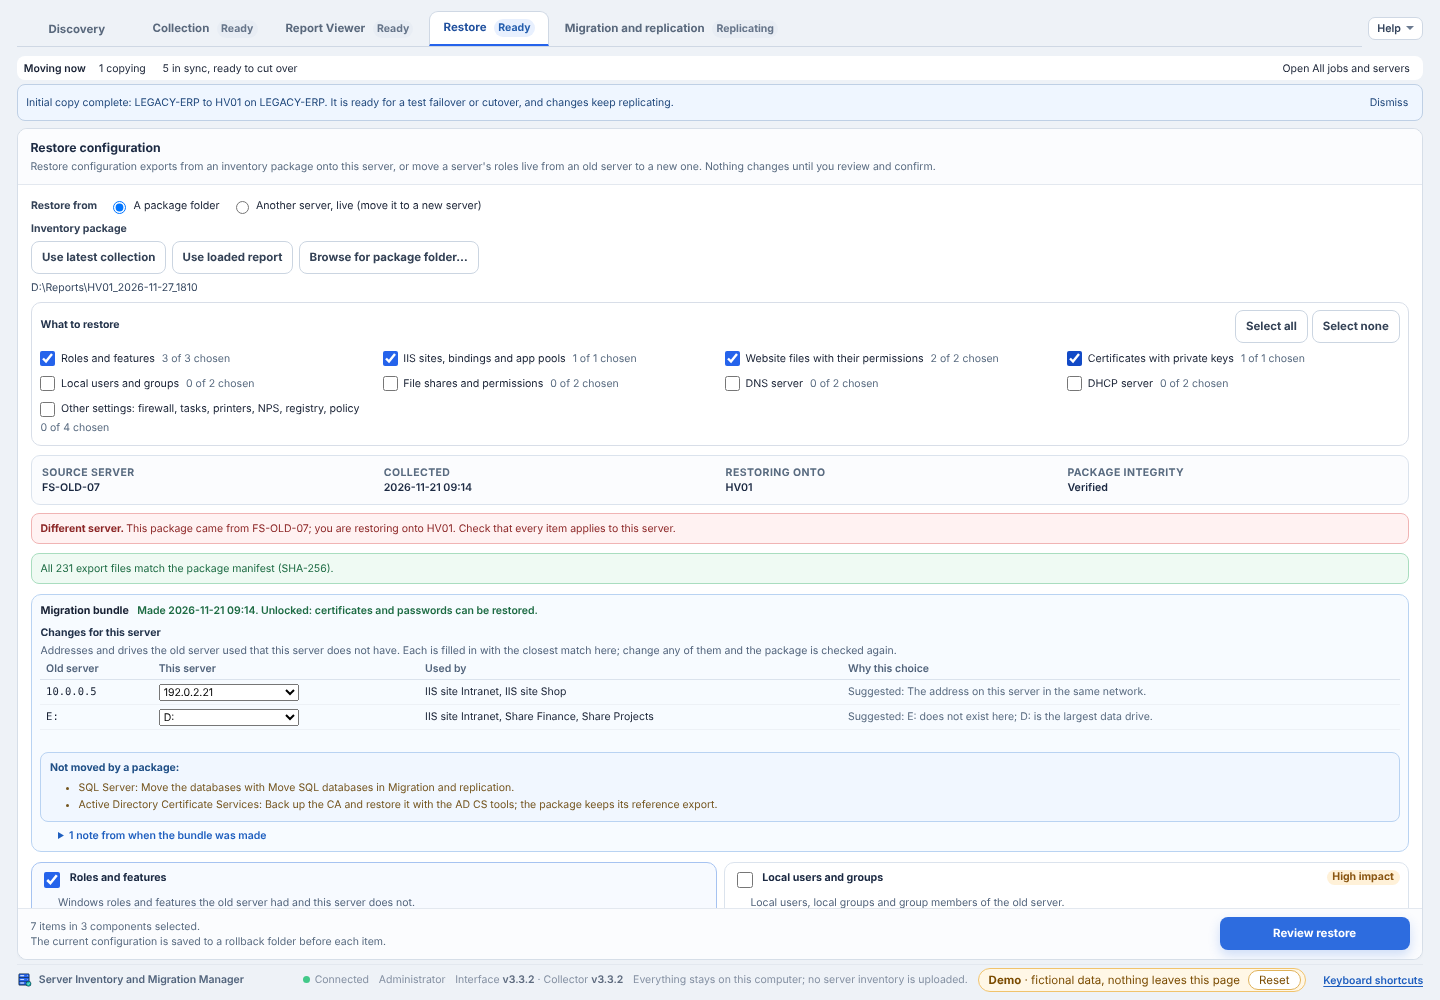 Discovery
Collection Ready
Report Viewer Ready
Restore Ready
Migration and replication Replicating
Help
Moving now 1 copying 5 in sync, ready to cut over
Open All jobs and servers
Initial copy complete: LEGACY-ERP to HV01 on LEGACY-ERP. It is ready for a test failover or cutover, and changes keep replicating.
Dismiss
Restore configuration
Restore configuration exports from an inventory package onto this server, or move a server's roles live from an old server to a new one. Nothing changes until you review and confirm.
Restore from A package folder Another server, live (move it to a new server)
Inventory package
Use latest collection Use loaded report Browse for package folder...
D:\Reports\HV01_2026-11-27_1810
What to restore
Select all Select none
Roles and features 3 of 3 chosen
IIS sites, bindings and app pools 1 of 1 chosen
Website files with their permissions 2 of 2 chosen
Certificates with private keys 1 of 1 chosen
Local users and groups 0 of 2 chosen
File shares and permissions 0 of 2 chosen
DNS server 0 of 2 chosen
DHCP server 0 of 2 chosen
Other settings: firewall, tasks, printers, NPS, registry, policy
0 of 4 chosen
SOURCE SERVER
FS-OLD-07
COLLECTED
2026-11-21 09:14
RESTORING ONTO
HV01
PACKAGE INTEGRITY
Verified
Different server. This package came from FS-OLD-07; you are restoring onto HV01. Check that every item applies to this server.
All 231 export files match the package manifest (SHA-256).
Migration bundle Made 2026-11-21 09:14. Unlocked: certificates and passwords can be restored.
Changes for this server
Addresses and drives the old server used that this server does not have. Each is filled in with the closest match here; change any of them and the package is checked again.
Old server This server Used by Why this choice
10.0.0.5 192.0.2.21 IIS site Intranet, IIS site Shop Suggested: The address on this server in the same network.
E: D: IIS site Intranet, Share Finance, Share Projects Suggested: E: does not exist here; D: is the largest data drive.
Not moved by a package:
• SQL Server: Move the databases with Move SQL databases in Migration and replication.
• Active Directory Certificate Services: Back up the CA and restore it with the AD CS tools; the package keeps its reference export.
1 note from when the bundle was made
Roles and features
Windows roles and features the old server had and this server does not.
Local users and groups High impact
Local users, local groups and group members of the old server.
7 items in 3 components selected.
The current configuration is saved to a rollback folder before each item.
Review restore
Server Inventory and Migration Manager
Connected Administrator Interface v3.3.2 · Collector v3.3.2 Everything stays on this computer; no server inventory is uploaded.
Demo · fictional data, nothing leaves this page Reset
Keyboard shortcuts